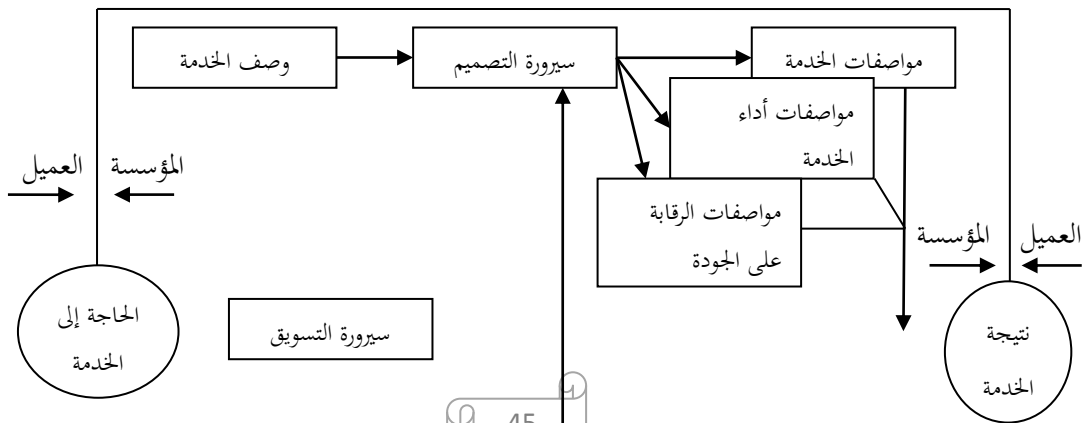 وصف الخدمة
سيرورة التصميم
مواصفات الخدمة
مواصفات أداء
الخدمة
مواصفات الرقابة
على الجودة
العميل
المؤسسة
المؤسسة
العميل
الحاجة إلى
الخدمة
سيرورة التسويق
نتيجة
الخدمة
45